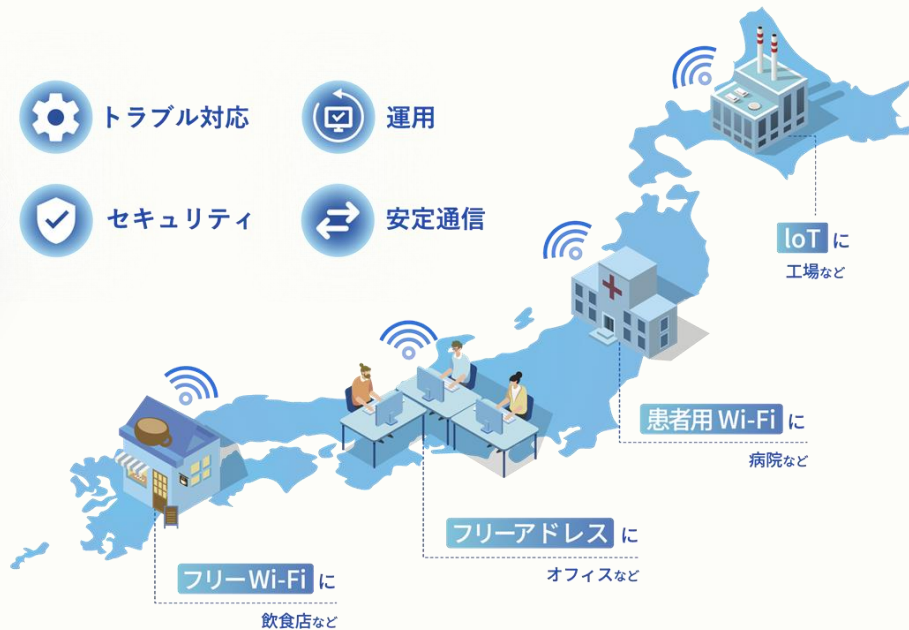 トラブル対応
運用
セキュリティ
安定通信
IoT に
工場など
患者用 Wi-Fi に
病院など
フリーアドレス に
オフィスなど
フリーWi-Fi に
飲食店など